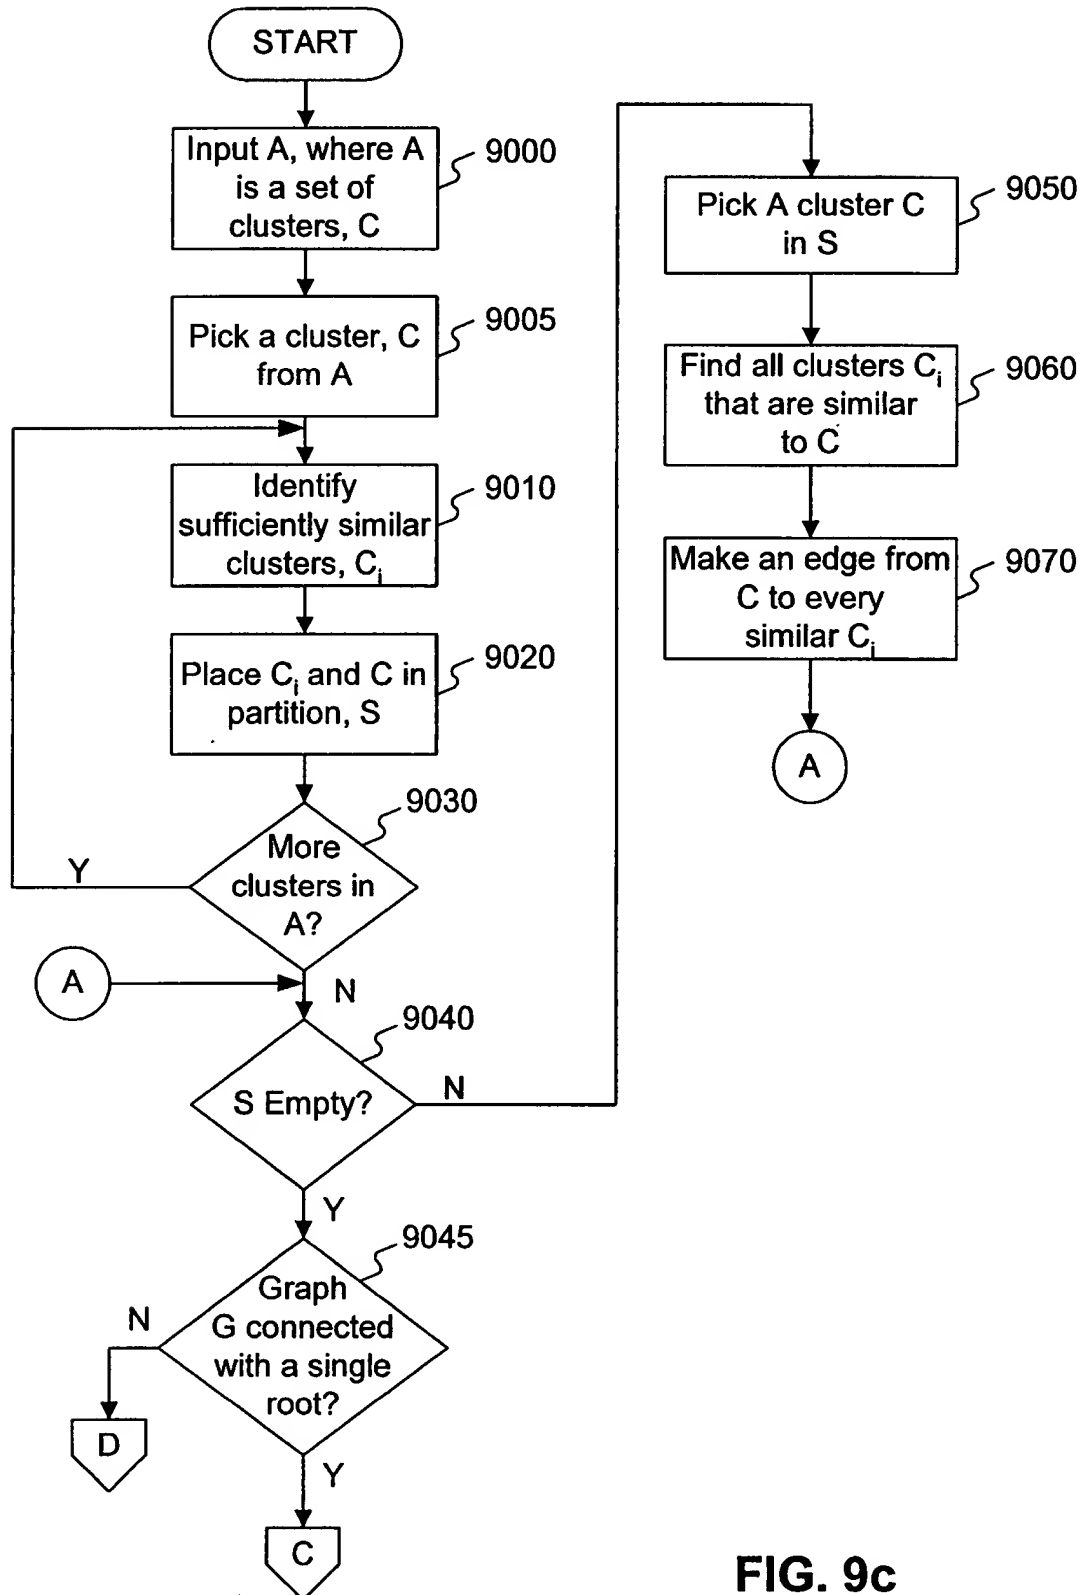 START
Input A, where A
is a set of
clusters, C
9000
Pick a cluster, C
from A
9005
Identify
sufficiently similar
clusters, Ci
9010
Place Ci and C in
partition, S
9020
More
clusters in
A?
9030
Y
N
A
S Empty?
9040
N
Y
Graph
G connected
with a single
root?
9045
N
D
Y
C
Pick A cluster C
in S
9050
Find all clusters Ci
that are similar
to C
9060
Make an edge from
C to every
similar Ci
9070
A
FIG. 9c